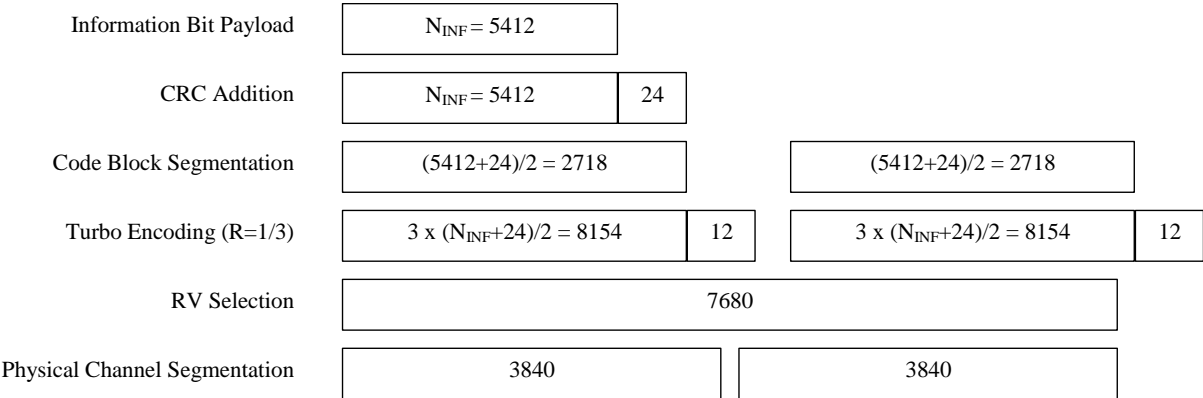 Information Bit Payload N_INF = 5412
CRC Addition N_INF = 5412 24
Code Block Segmentation (5412+24)/2 = 2718 (5412+24)/2 = 2718
Turbo Encoding (R=1/3) 3 x (N_INF+24)/2 = 8154 12 3 x (N_INF+24)/2 = 8154 12
RV Selection 7680
Physical Channel Segmentation 3840 3840